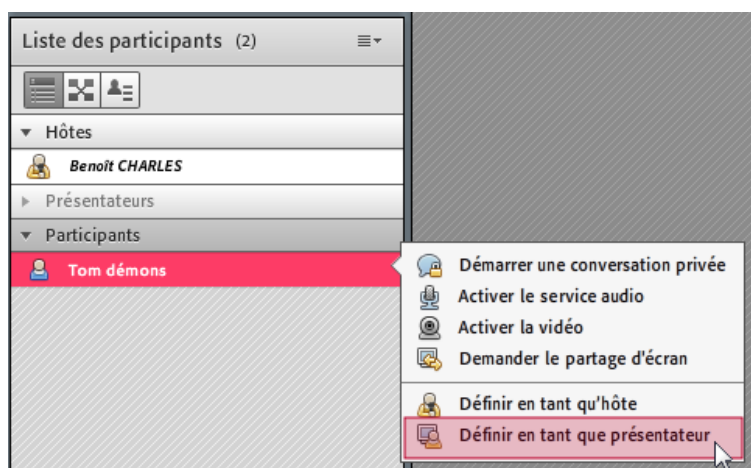 Liste des participants (2)
Hôtes
Benoît CHARLES
Présentateurs
Participants
Tom démons
Démarrer une conversation privée
Activer le service audio
Activer la vidéo
Demander le partage d'écran
Définir en tant qu'hôte
Définir en tant que présentateur